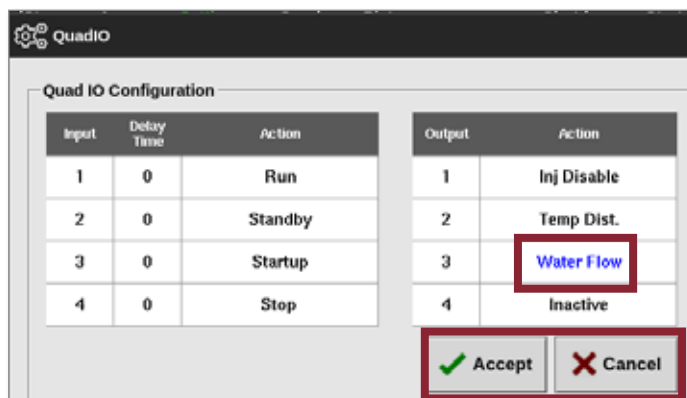 QuadIO
Quad IO Configuration
Input Delay Time Action
1 0 Run
2 0 Standby
3 0 Startup
4 0 Stop
Output Action
1 Inj Disable
2 Temp Dist.
3 Water Flow
4 Inactive
Accept Cancel